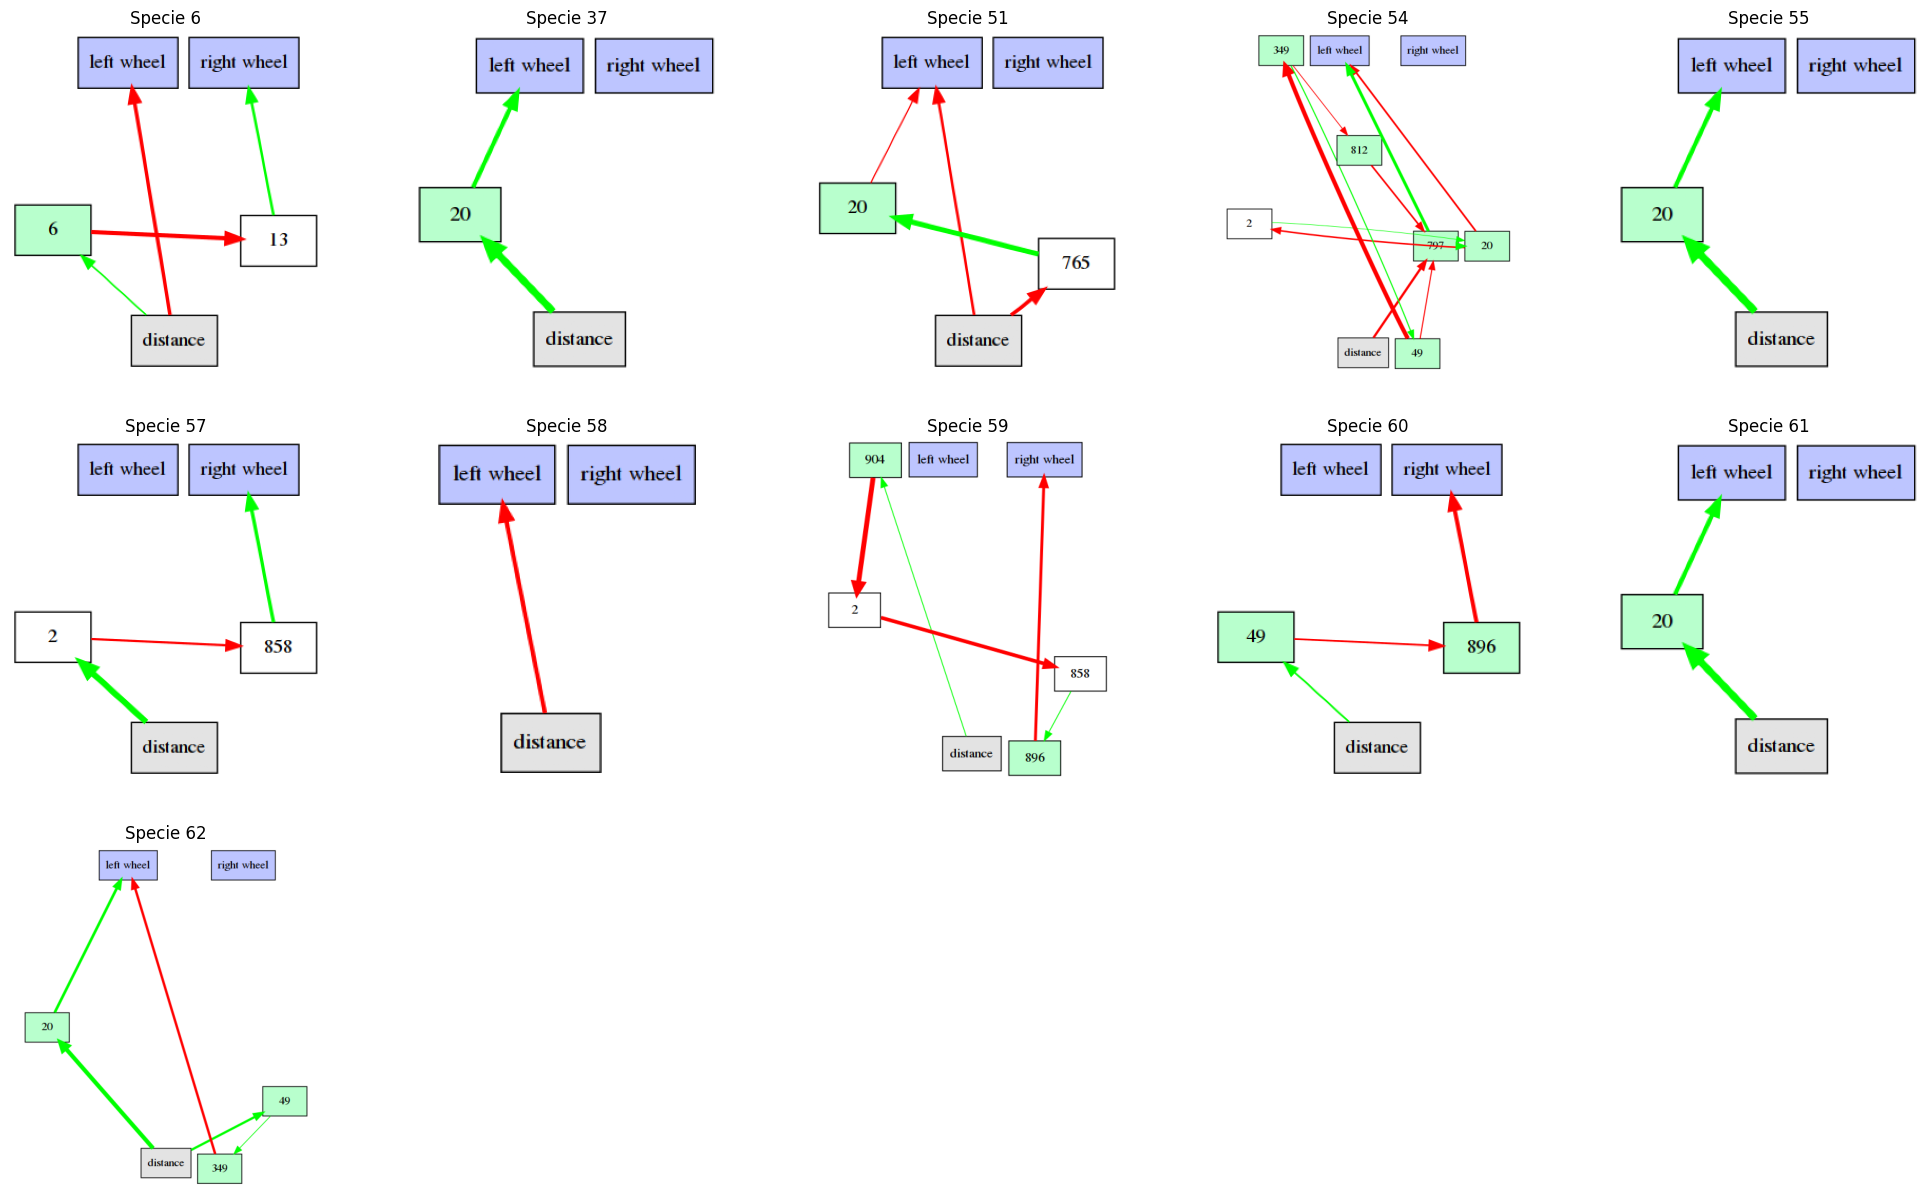 Specie 6
left wheel
right wheel
6
13
distance
Specie 37
left wheel
right wheel
20
distance
Specie 51
left wheel
right wheel
20
765
distance
Specie 54
349
left wheel
right wheel
812
2
797
20
distance
49
Specie 55
left wheel
right wheel
20
distance
Specie 57
left wheel
right wheel
2
858
distance
Specie 58
left wheel
right wheel
distance
Specie 59
904
left wheel
right wheel
2
858
distance
896
Specie 60
left wheel
right wheel
49
896
distance
Specie 61
left wheel
right wheel
20
distance
Specie 62
left wheel
right wheel
20
49
distance
349